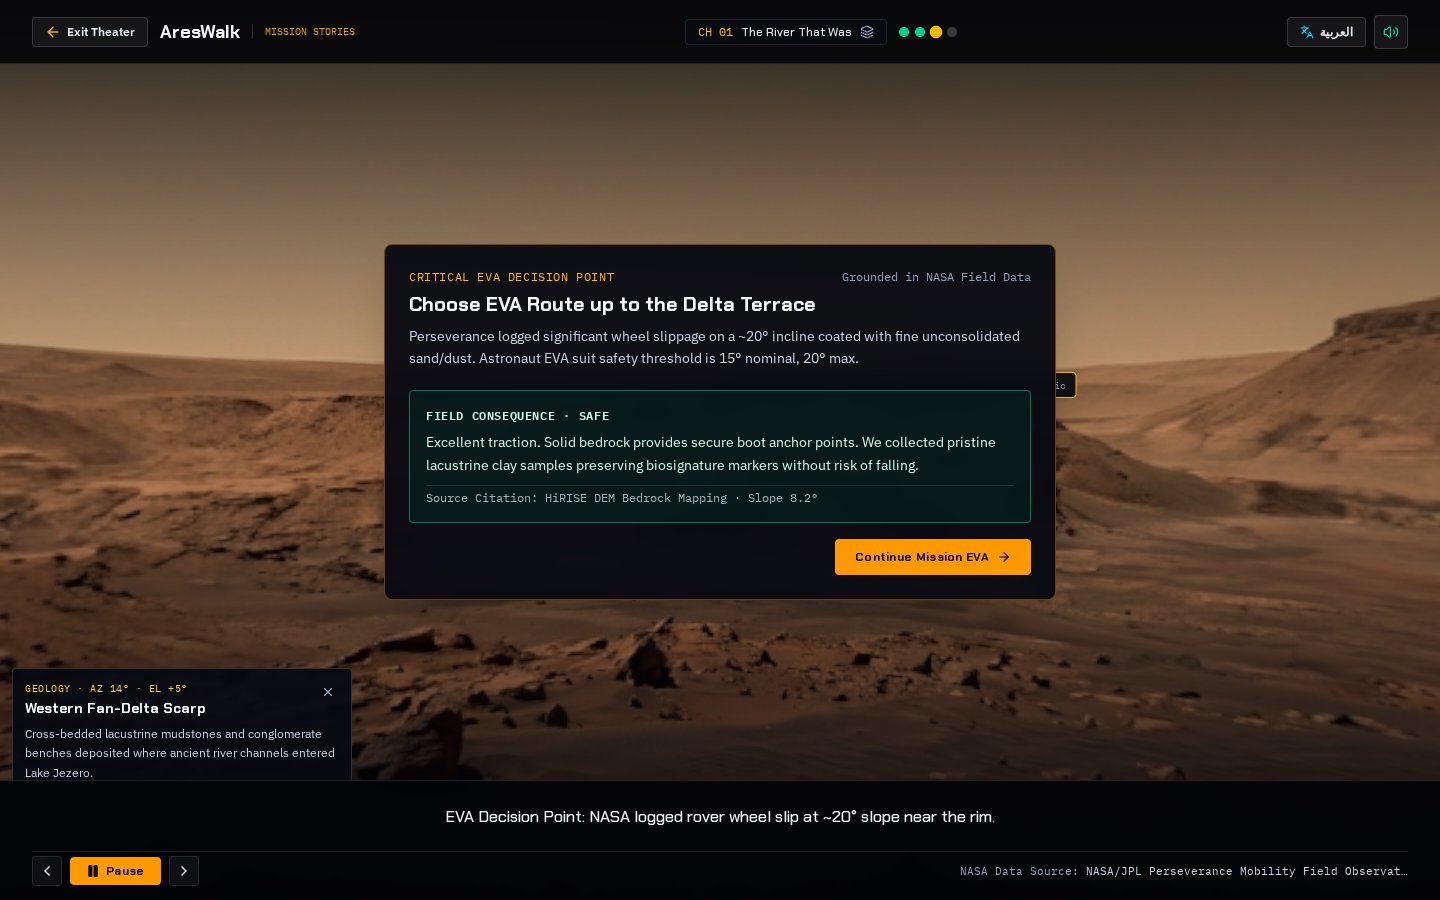 Exit Theater
AresWalk
MISSION STORIES
CH 01 The River That Was
العربية
CRITICAL EVA DECISION POINT
Grounded in NASA Field Data
Choose EVA Route up to the Delta Terrace
Perseverance logged significant wheel slippage on a ~20° incline coated with fine unconsolidated
sand/dust. Astronaut EVA suit safety threshold is 15° nominal, 20° max.
ic
FIELD CONSEQUENCE · SAFE
Excellent traction. Solid bedrock provides secure boot anchor points. We collected pristine
lacustrine clay samples preserving biosignature markers without risk of falling.
Source Citation: HiRISE DEM Bedrock Mapping · Slope 8.2°
Continue Mission EVA
GEOLOGY · AZ 14° · EL +5°
Western Fan-Delta Scarp
Cross-bedded lacustrine mudstones and conglomerate
benches deposited where ancient river channels entered
Lake Jezero.
EVA Decision Point: NASA logged rover wheel slip at ~20° slope near the rim.
Pause
NASA Data Source: NASA/JPL Perseverance Mobility Field Observat…